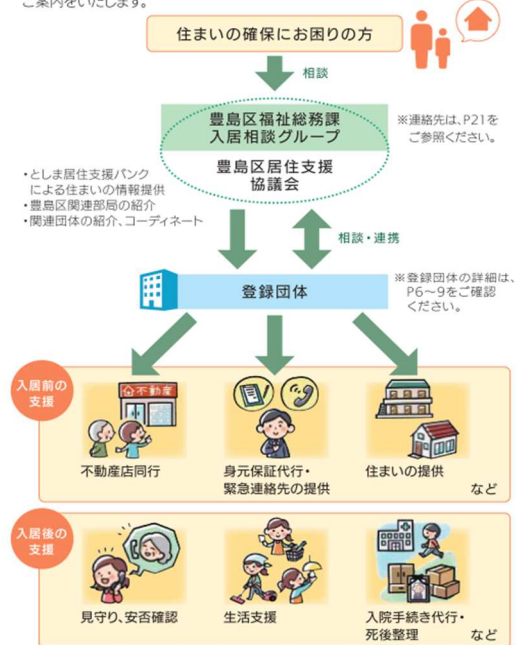 ご案内をいたします。
住まいの確保にお困りの方
相談
豊島区福祉総務課
入居相談グループ
※連絡先は、P21を
ご参照ください。
豊島区居住支援
協議会
・としま居住支援バンク
による住まいの情報提供
・豊島区関連部局の紹介
・関連団体の紹介、コーディネート
相談・連携
登録団体
※登録団体の詳細は、
P6〜9をご確認
ください。
入居前の
支援
不動産
不動産店同行
身元保証代行・
緊急連絡先の提供
住まいの提供
など
入居後の
支援
見守り、安否確認
生活支援
入院手続き代行・
死後整理
など